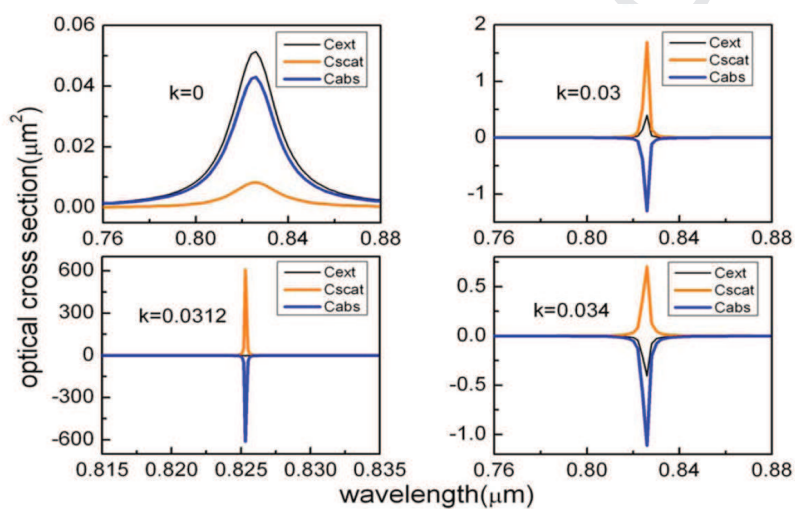 optical cross section(μm²)
0.06
0.04
0.02
0.00
k=0
Cext
Cscat
Cabs
0.76 0.80 0.84 0.88
2
1
0
-1
k=0.03
Cext
Cscat
Cabs
0.76 0.80 0.84 0.88
600
300
0
-300
-600
k=0.0312
Cext
Cscat
Cabs
0.815 0.820 0.825 0.830 0.835
0.5
0.0
-0.5
-1.0
k=0.034
Cext
Cscat
Cabs
0.76 0.80 0.84 0.88
wavelength(μm)